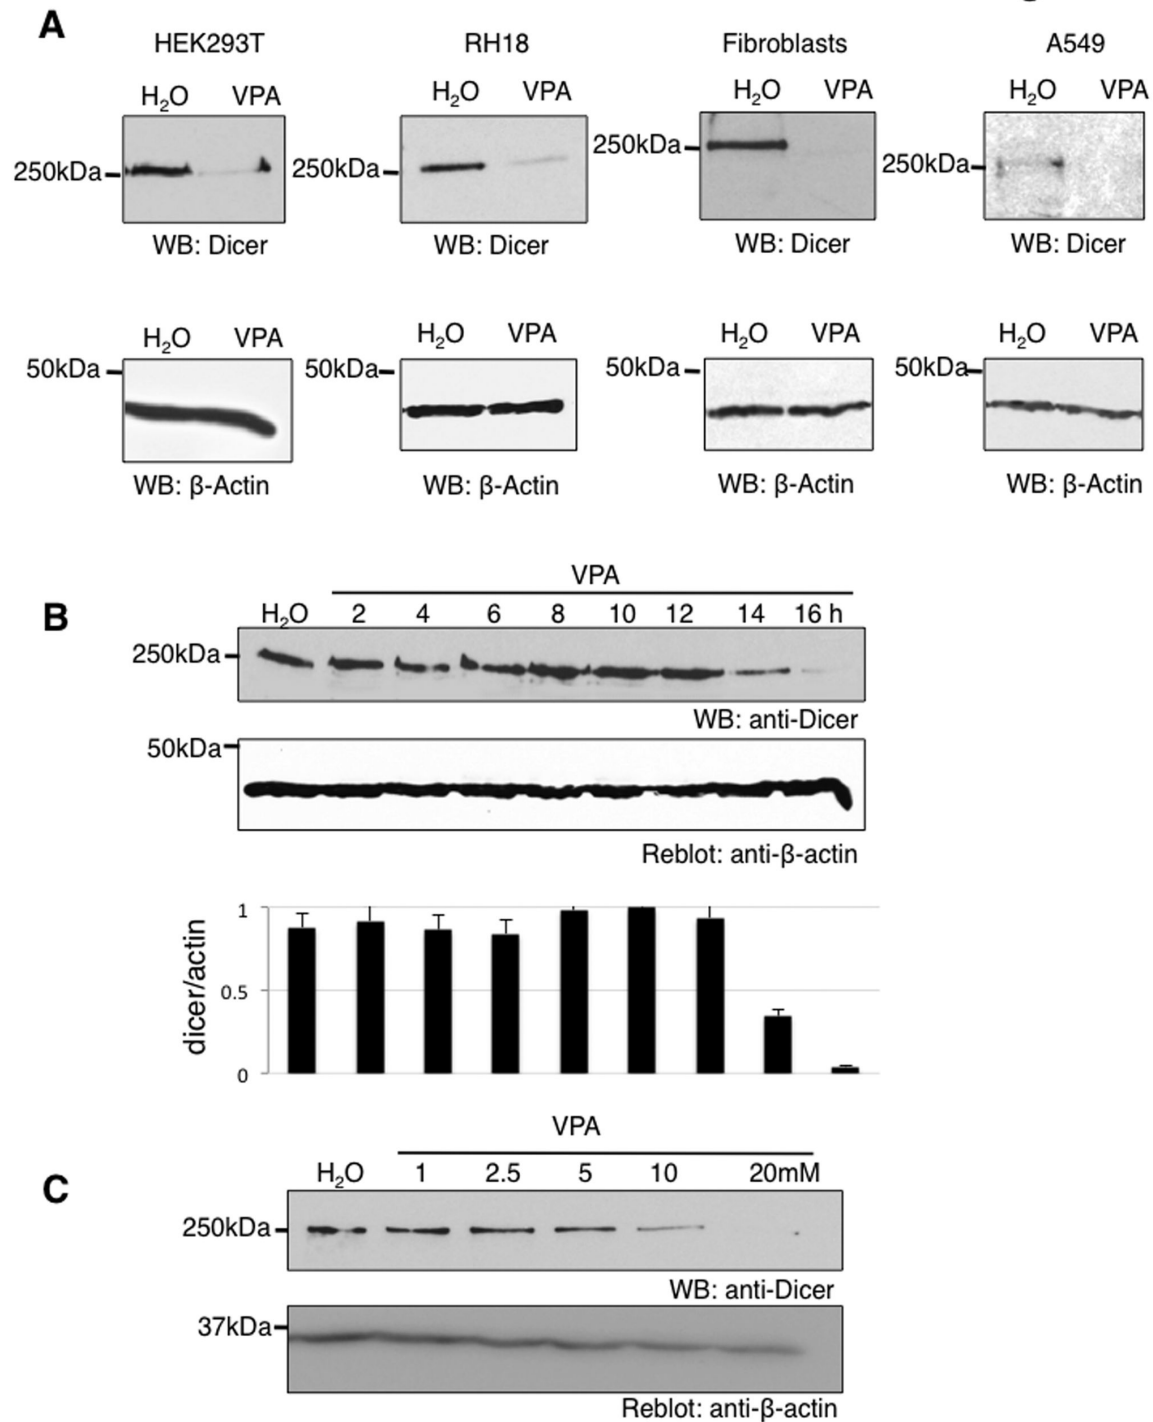 A
HEK293T RH18 Fibroblasts A549
H₂O VPA H₂O VPA H₂O VPA H₂O VPA
250kDa 250kDa 250kDa 250kDa
WB: Dicer WB: Dicer WB: Dicer WB: Dicer
H₂O VPA H₂O VPA H₂O VPA H₂O VPA
50kDa 50kDa 50kDa 50kDa
WB: β-Actin WB: β-Actin WB: β-Actin WB: β-Actin
VPA
B H₂O 2 4 6 8 10 12 14 16 h
250kDa
WB: anti-Dicer
50kDa
Reblot: anti-β-actin
dicer/actin
1
0.5
0
VPA
C H₂O 1 2.5 5 10 20mM
250kDa
WB: anti-Dicer
37kDa
Reblot: anti-β-actin